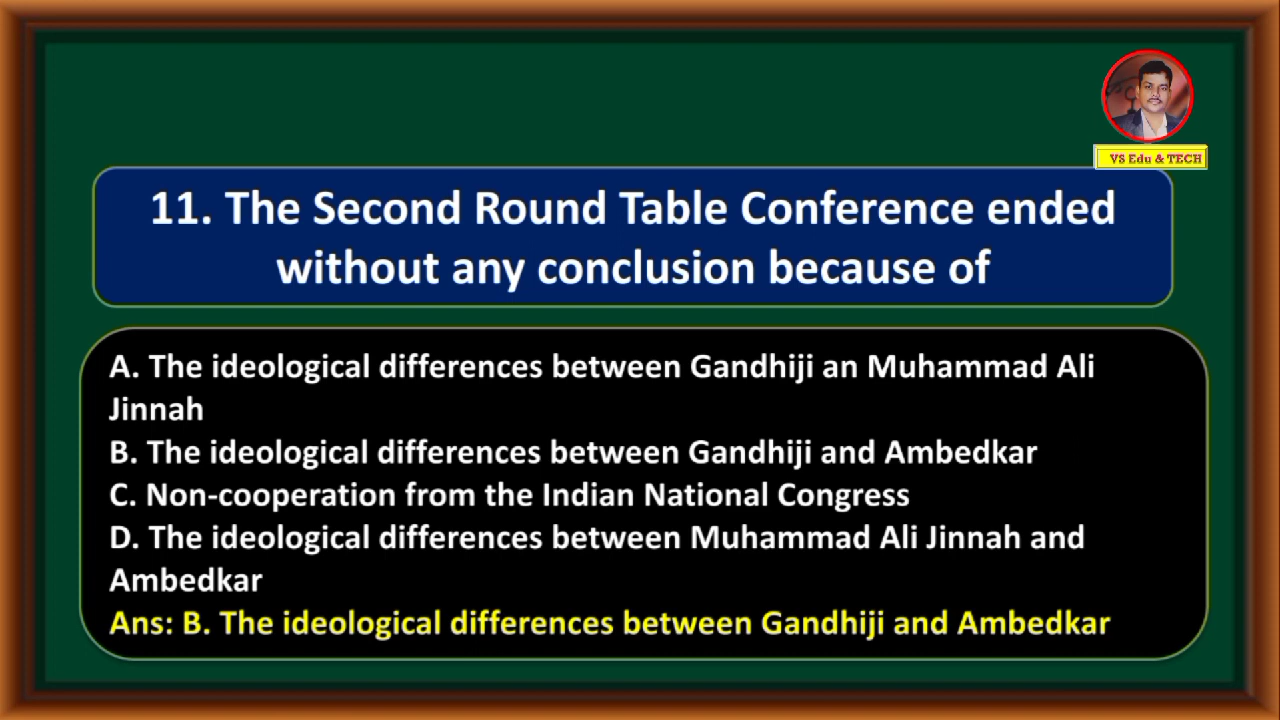 VS Edu & TECH
11. The Second Round Table Conference ended
without any conclusion because of
A. The ideological differences between Gandhiji an Muhammad Ali
Jinnah
B. The ideological differences between Gandhiji and Ambedkar
C. Non-cooperation from the Indian National Congress
D. The ideological differences between Muhammad Ali Jinnah and
Ambedkar
Ans: B. The ideological differences between Gandhiji and Ambedkar